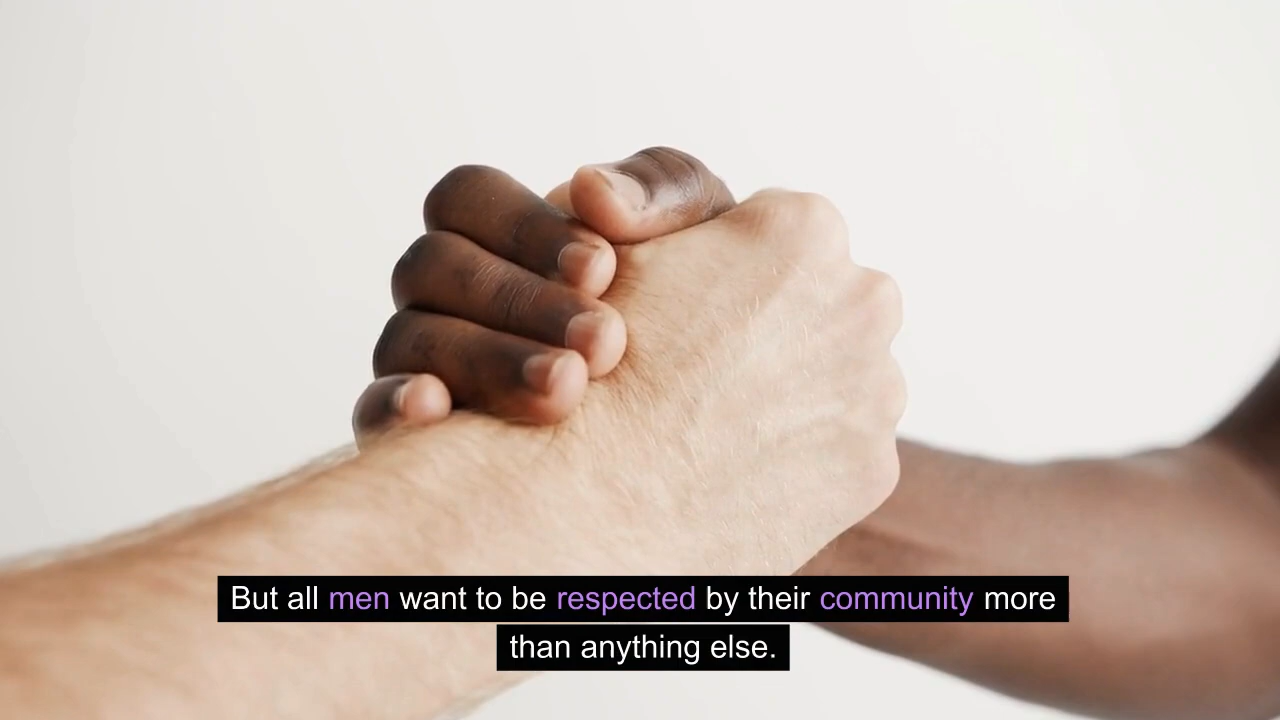 But all men want to be respected by their community more
than anything else.